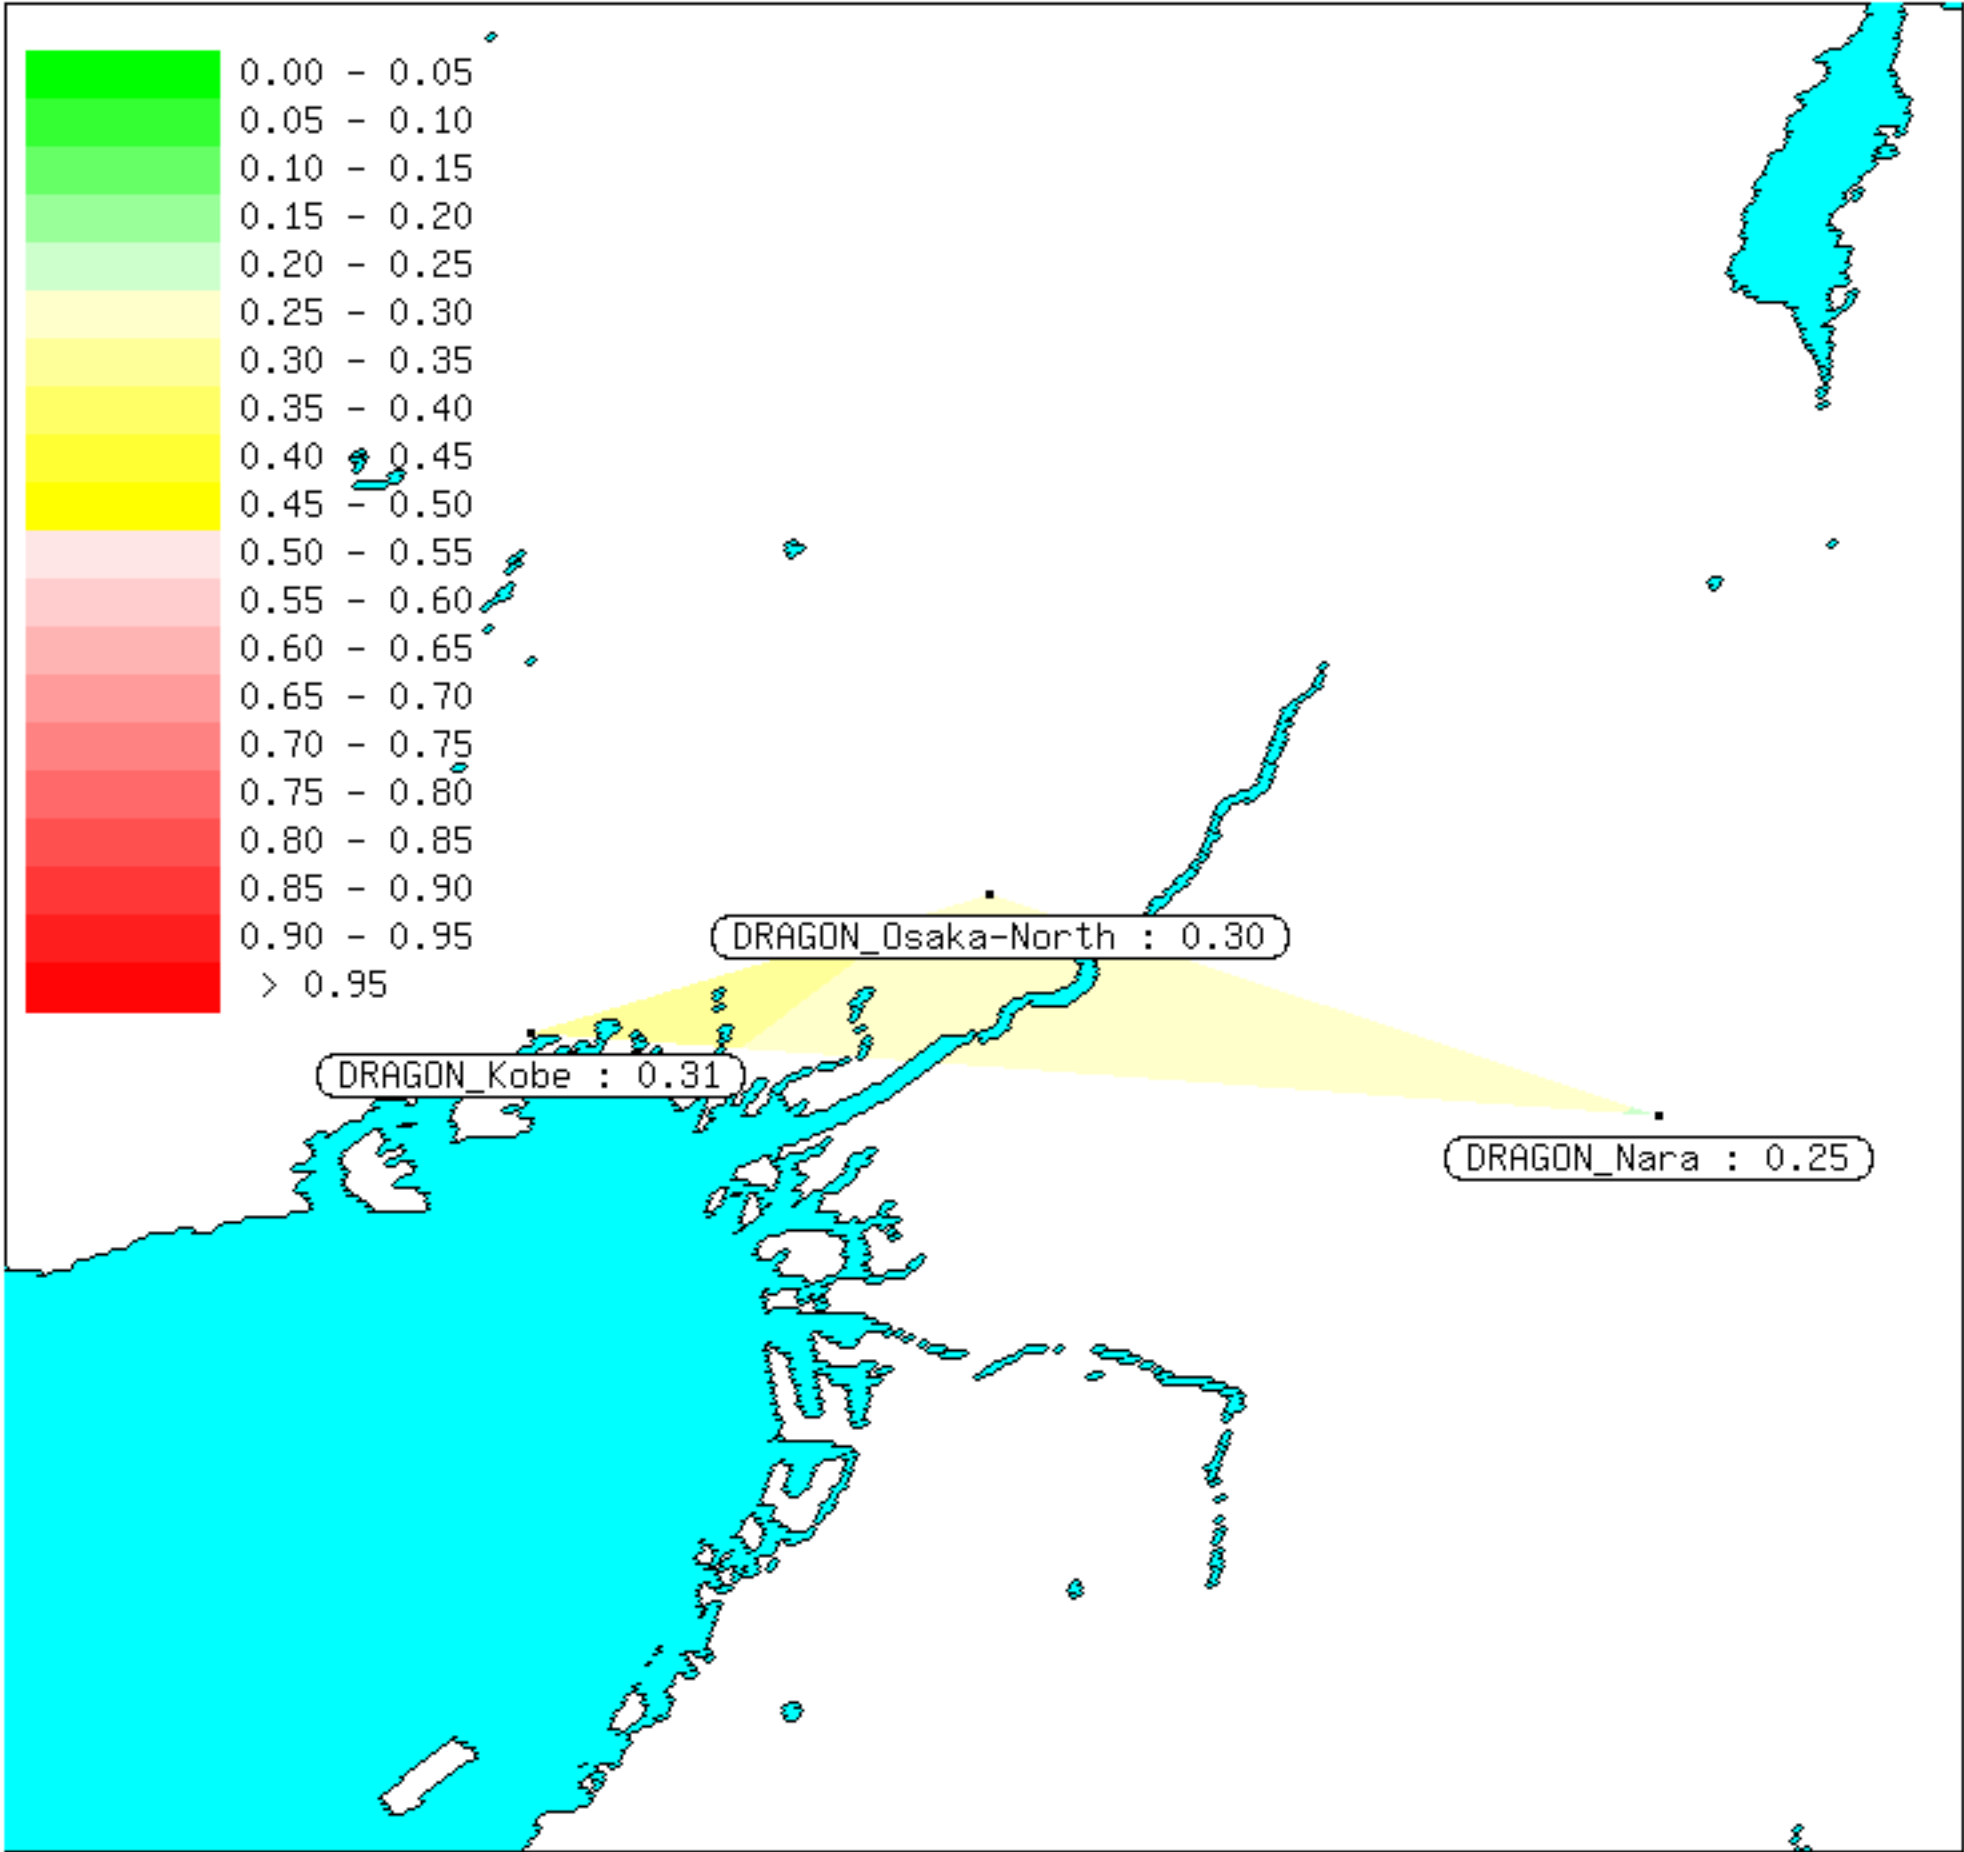 0.00 - 0.05
0.05 - 0.10
0.10 - 0.15
0.15 - 0.20
0.20 - 0.25
0.25 - 0.30
0.30 - 0.35
0.35 - 0.40
0.40 - 0.45
0.45 - 0.50
0.50 - 0.55
0.55 - 0.60
0.60 - 0.65
0.65 - 0.70
0.70 - 0.75
0.75 - 0.80
0.80 - 0.85
0.85 - 0.90
0.90 - 0.95
> 0.95
DRAGON_Osaka-North : 0.30
DRAGON_Kobe : 0.31
DRAGON_Nara : 0.25